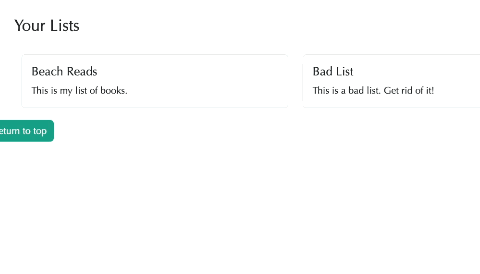 Your Lists
Beach Reads
This is my list of books.
Bad List
This is a bad list. Get rid of it!
eturn to top